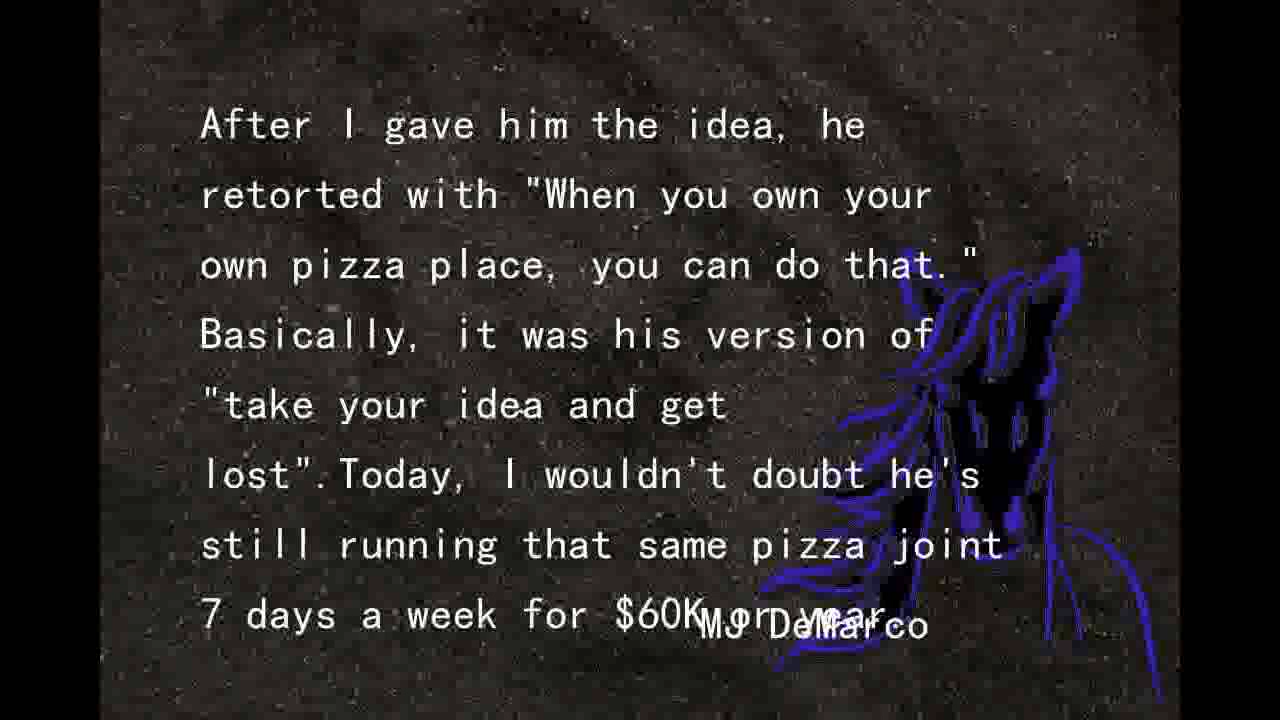 After I gave him the idea, he
retorted with "When you own your
own pizza place, you can do that."
Basically, it was his version of
"take your idea and get
lost".Today, I wouldn't doubt he's
still running that same pizza joint
7 days a week for $60K or year.
MJ DeMarco